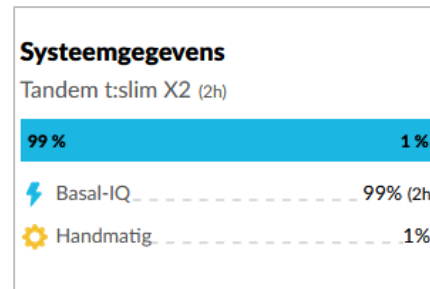 Systeemgegevens
Tandem t:slim X2 (2h)
99 % 1 %
Basal-IQ 99% (2h
Handmatig 1%